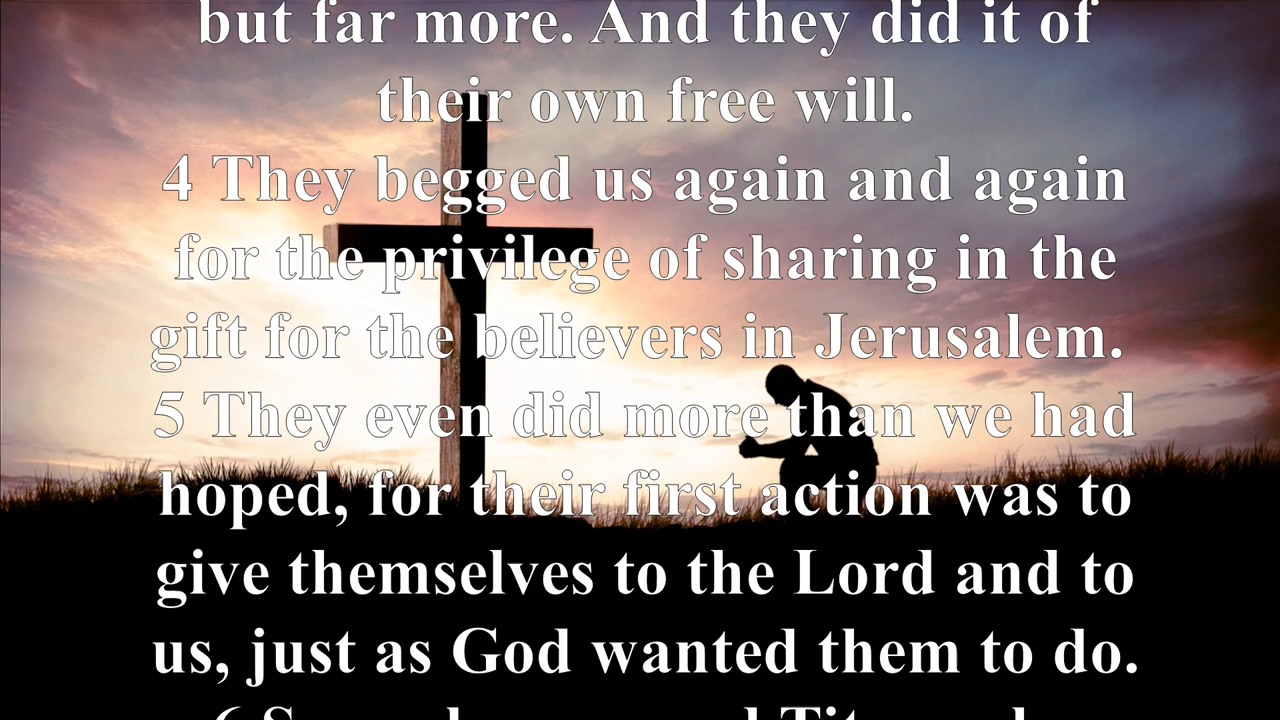 but far more. And they did it of
their own free will.
4 They begged us again and again
for the privilege of sharing in the
gift for the believers in Jerusalem.
5 They even did more than we had
hoped, for their first action was to
give themselves to the Lord and to
us, just as God wanted them to do.